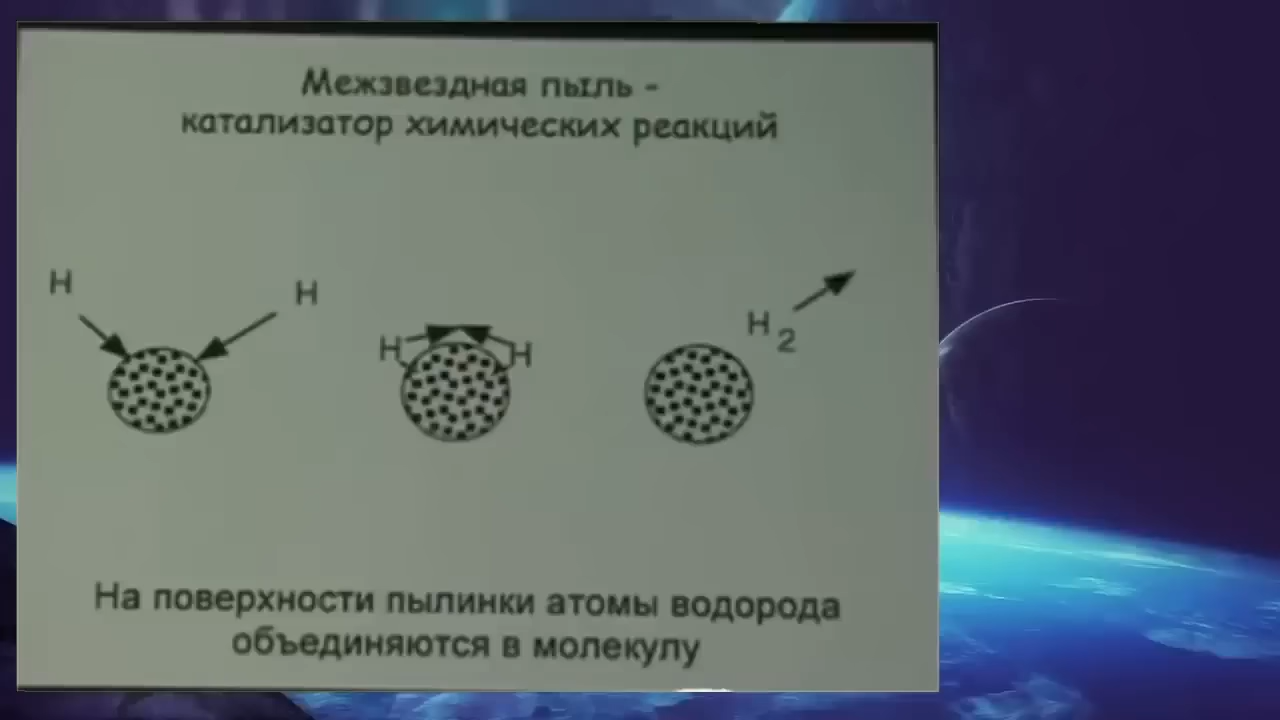 Межзвездная пыль -
катализатор химических реакций
H
H
H
H
H 2
На поверхности пылинки атомы водорода
объединяются в молекулу